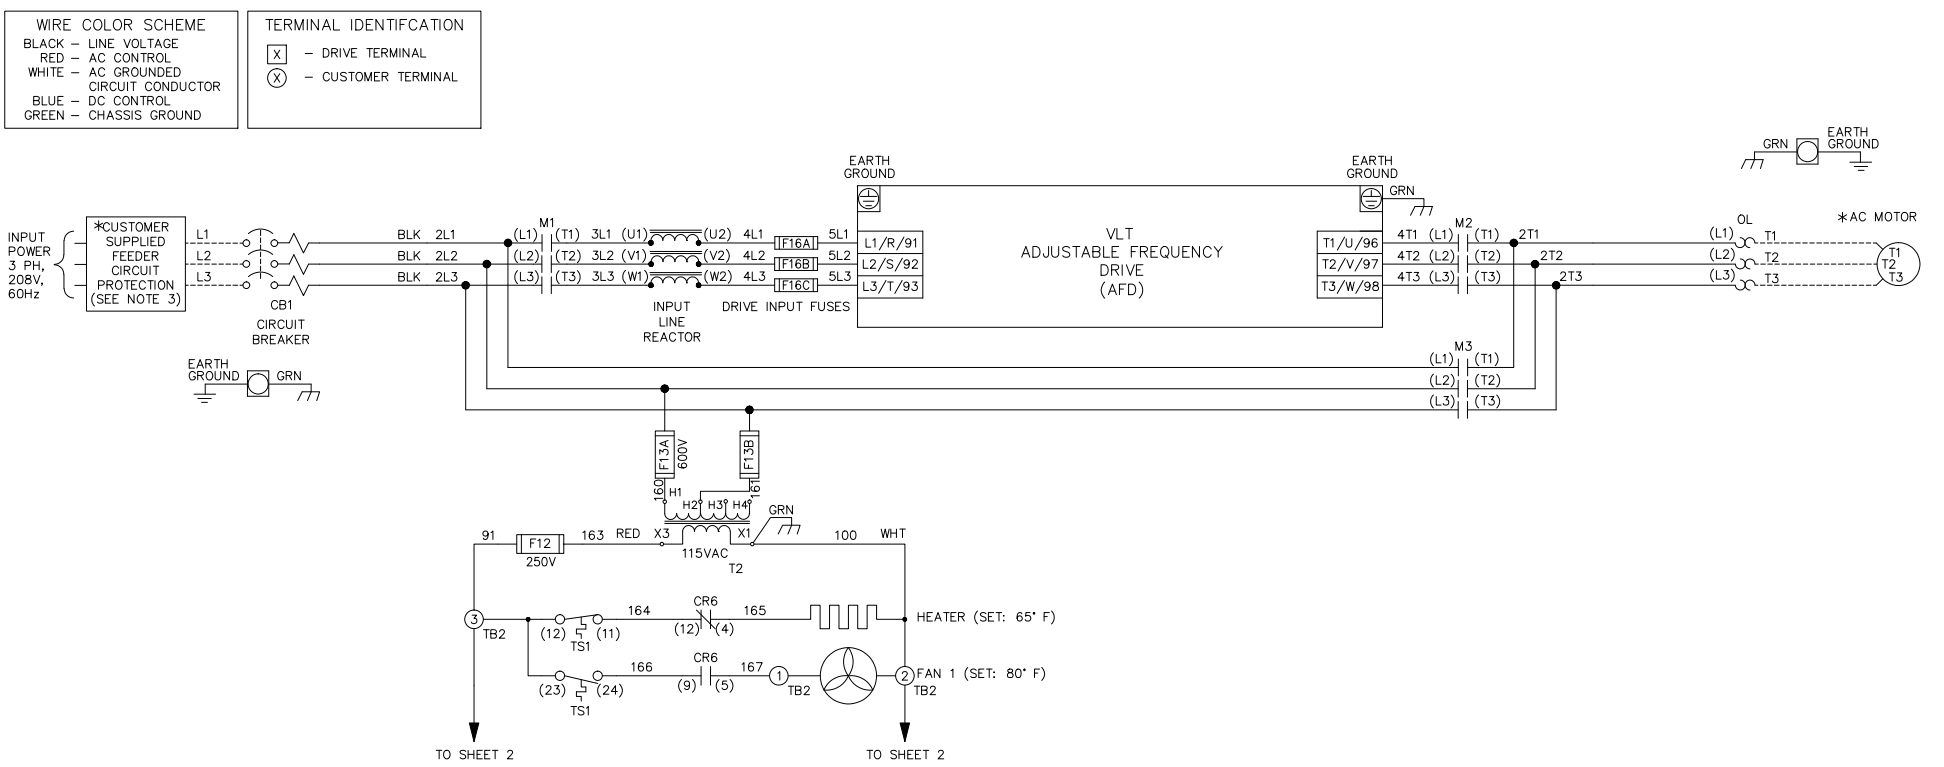 WIRE COLOR SCHEME
BLACK – LINE VOLTAGE
RED – AC CONTROL
WHITE – AC GROUNDED
CIRCUIT CONDUCTOR
BLUE – DC CONTROL
GREEN – CHASSIS GROUND
TERMINAL IDENTIFCATION
X – DRIVE TERMINAL
X – CUSTOMER TERMINAL
INPUT
POWER
3 PH,
208V,
60Hz
*CUSTOMER
SUPPLIED
FEEDER
CIRCUIT
PROTECTION
(SEE NOTE 3)
L1
L2
L3
CB1
CIRCUIT
BREAKER
EARTH
GROUND
GRN
BLK 2L1
BLK 2L2
BLK 2L3
M1
(L1) (T1) 3L1 (U1) (U2) 4L1 F16A 5L1
(L2) (T2) 3L2 (V1) (V2) 4L2 F16B 5L2
(L3) (T3) 3L3 (W1) (W2) 4L3 F16C 5L3
INPUT
LINE
REACTOR
DRIVE INPUT FUSES
EARTH
GROUND
L1/R/91
L2/S/92
L3/T/93
VLT
ADJUSTABLE FREQUENCY
DRIVE
(AFD)
EARTH
GROUND
GRN
T1/U/96
T2/V/97
T3/W/98
M2
4T1 (L1) (T1) 2T1
4T2 (L2) (T2) 2T2
4T3 (L3) (T3) 2T3
M3
(L1) (T1)
(L2) (T2)
(L3) (T3)
GRN
EARTH
GROUND
OL
(L1) T1
(L2) T2
(L3) T3
*AC MOTOR
T1
T2
T3
F13A
600V
F13B
160
161
H1
H2 H3 H4
GRN
X3 X1
115VAC
T2
91 F12 163 RED
250V
100 WHT
3
TB2
(12) (11)
TS1
164
CR6
(12) (4)
165
HEATER (SET: 65° F)
(23) (24)
TS1
166
CR6
(9) (5)
167
1
TB2
2
TB2
FAN 1 (SET: 80° F)
TO SHEET 2
TO SHEET 2